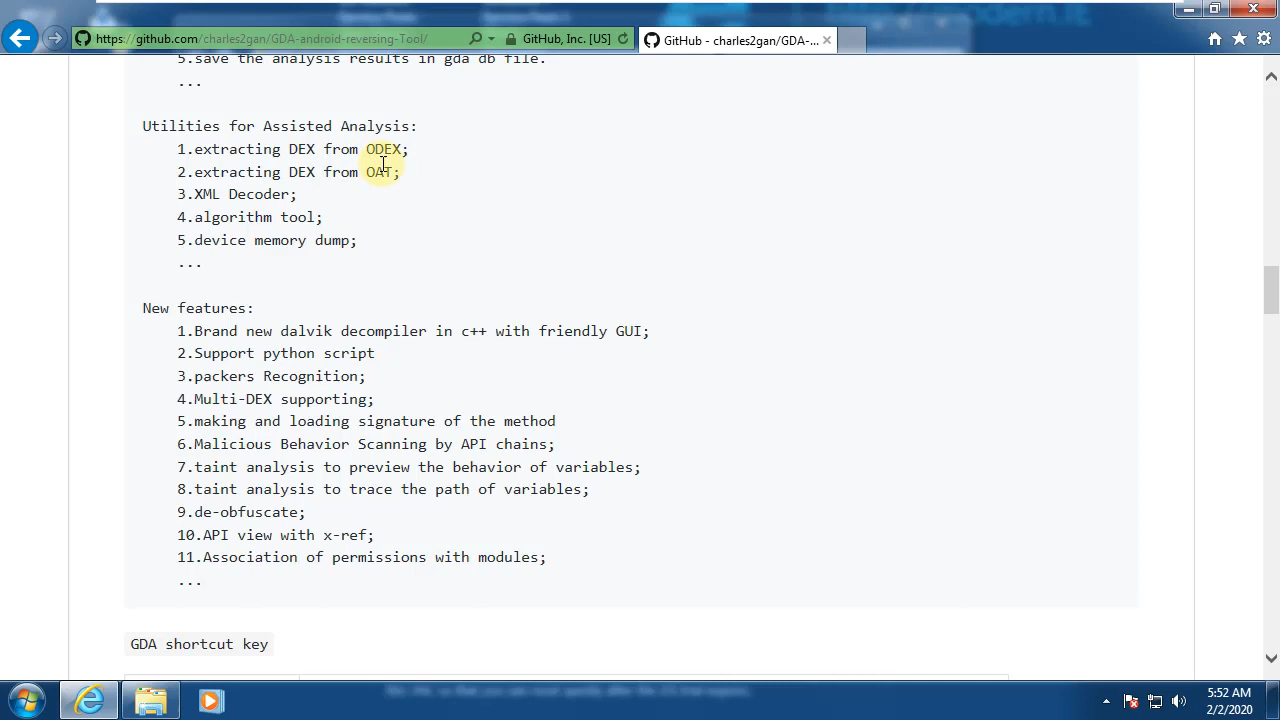 https://github.com/charles2gan/GDA-android-reversing-Tool/
GitHub, Inc. [US]
GitHub - charles2gan/GDA-...
5.save the analysis results in gda db file.
...
Utilities for Assisted Analysis:
1.extracting DEX from ODEX;
2.extracting DEX from OAT;
3.XML Decoder;
4.algorithm tool;
5.device memory dump;
...
New features:
1.Brand new dalvik decompiler in c++ with friendly GUI;
2.Support python script
3.packers Recognition;
4.Multi-DEX supporting;
5.making and loading signature of the method
6.Malicious Behavior Scanning by API chains;
7.taint analysis to preview the behavior of variables;
8.taint analysis to trace the path of variables;
9.de-obfuscate;
10.API view with x-ref;
11.Association of permissions with modules;
...
GDA shortcut key
5:52 AM
2/2/2020